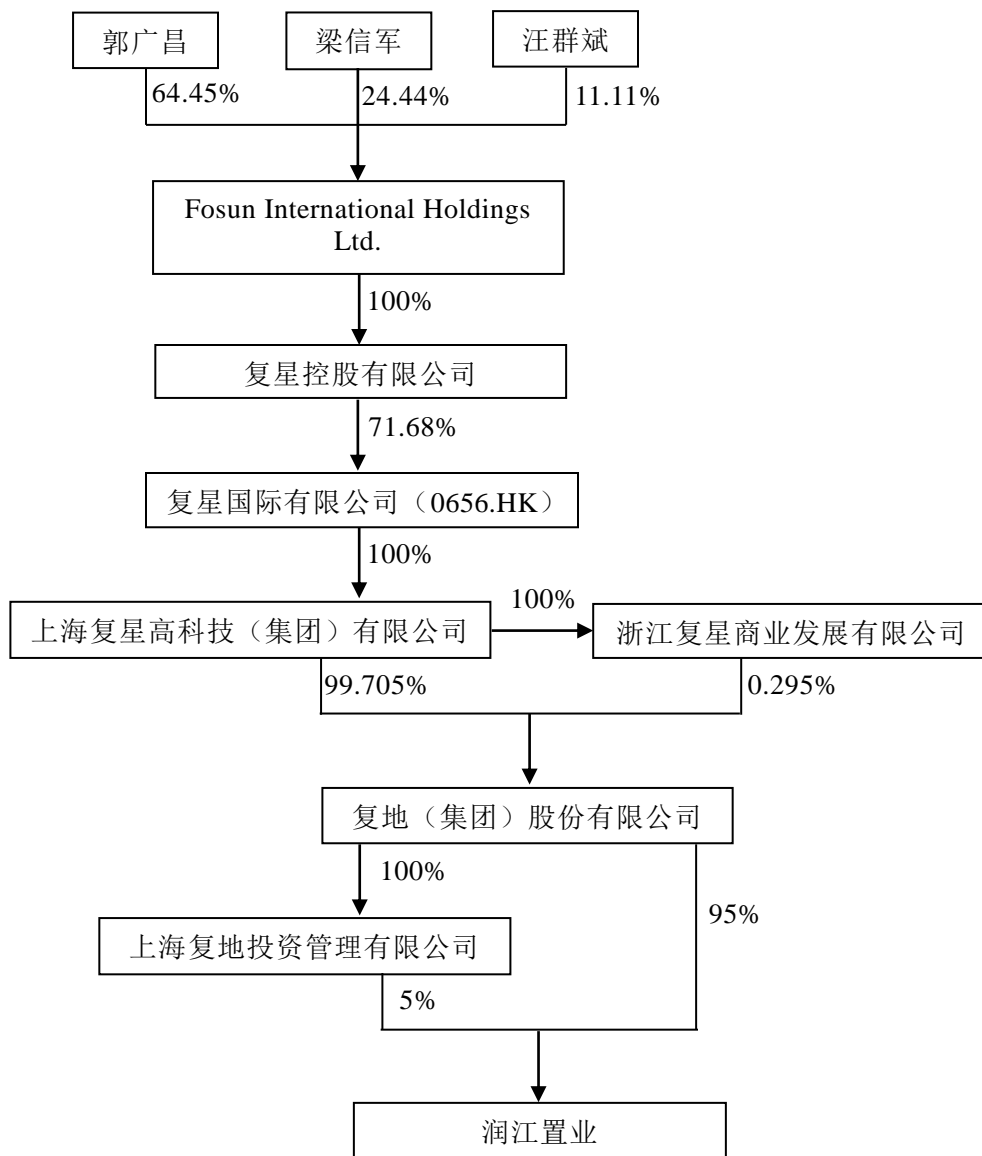 郭广昌
梁信军
汪群斌
64.45%
24.44%
11.11%
Fosun International Holdings
Ltd.
100%
复星控股有限公司
71.68%
复星国际有限公司（0656.HK）
100%
上海复星高科技（集团）有限公司
100%
浙江复星商业发展有限公司
99.705%
0.295%
复地（集团）股份有限公司
100%
95%
上海复地投资管理有限公司
5%
润江置业